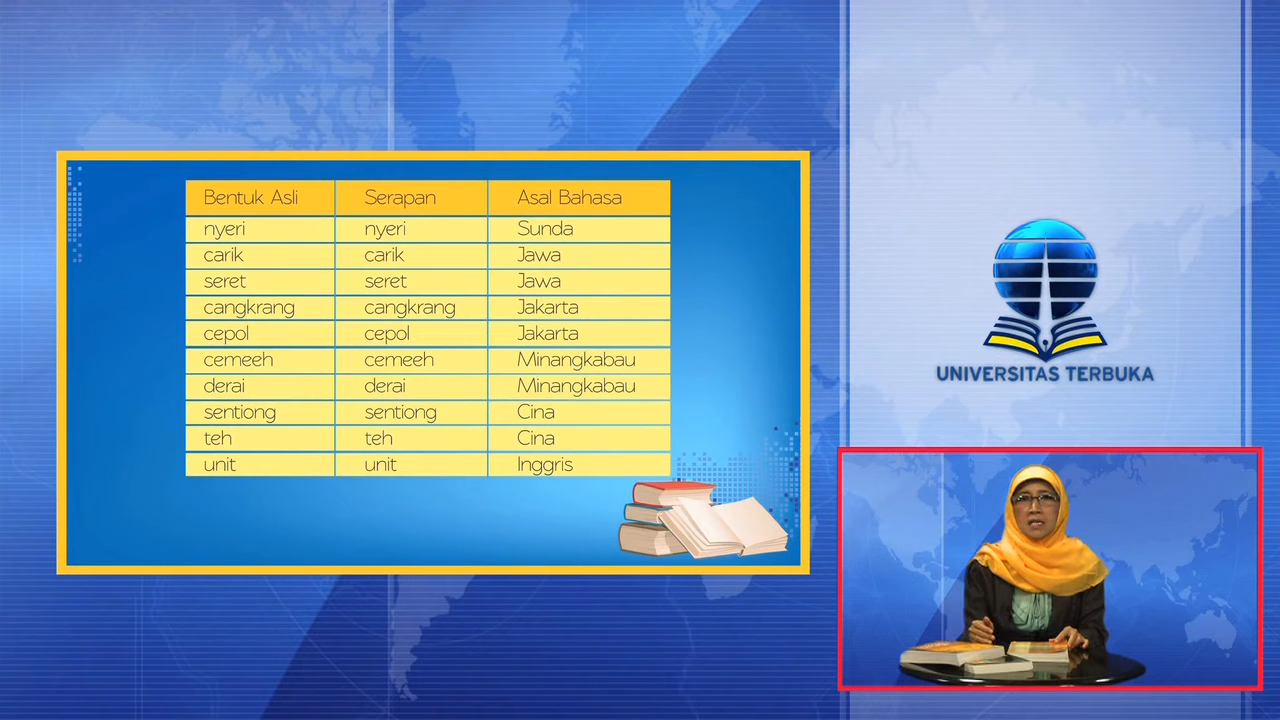 Bentuk Asli Serapan Asal Bahasa
nyeri nyeri Sunda
carik carik Jawa
seret seret Jawa
cangkrang cangkrang Jakarta
cepol cepol Jakarta
cemeeh cemeeh Minangkabau
derai derai Minangkabau
sentiong sentiong Cina
teh teh Cina
unit unit Inggris
UNIVERSITAS TERBUKA